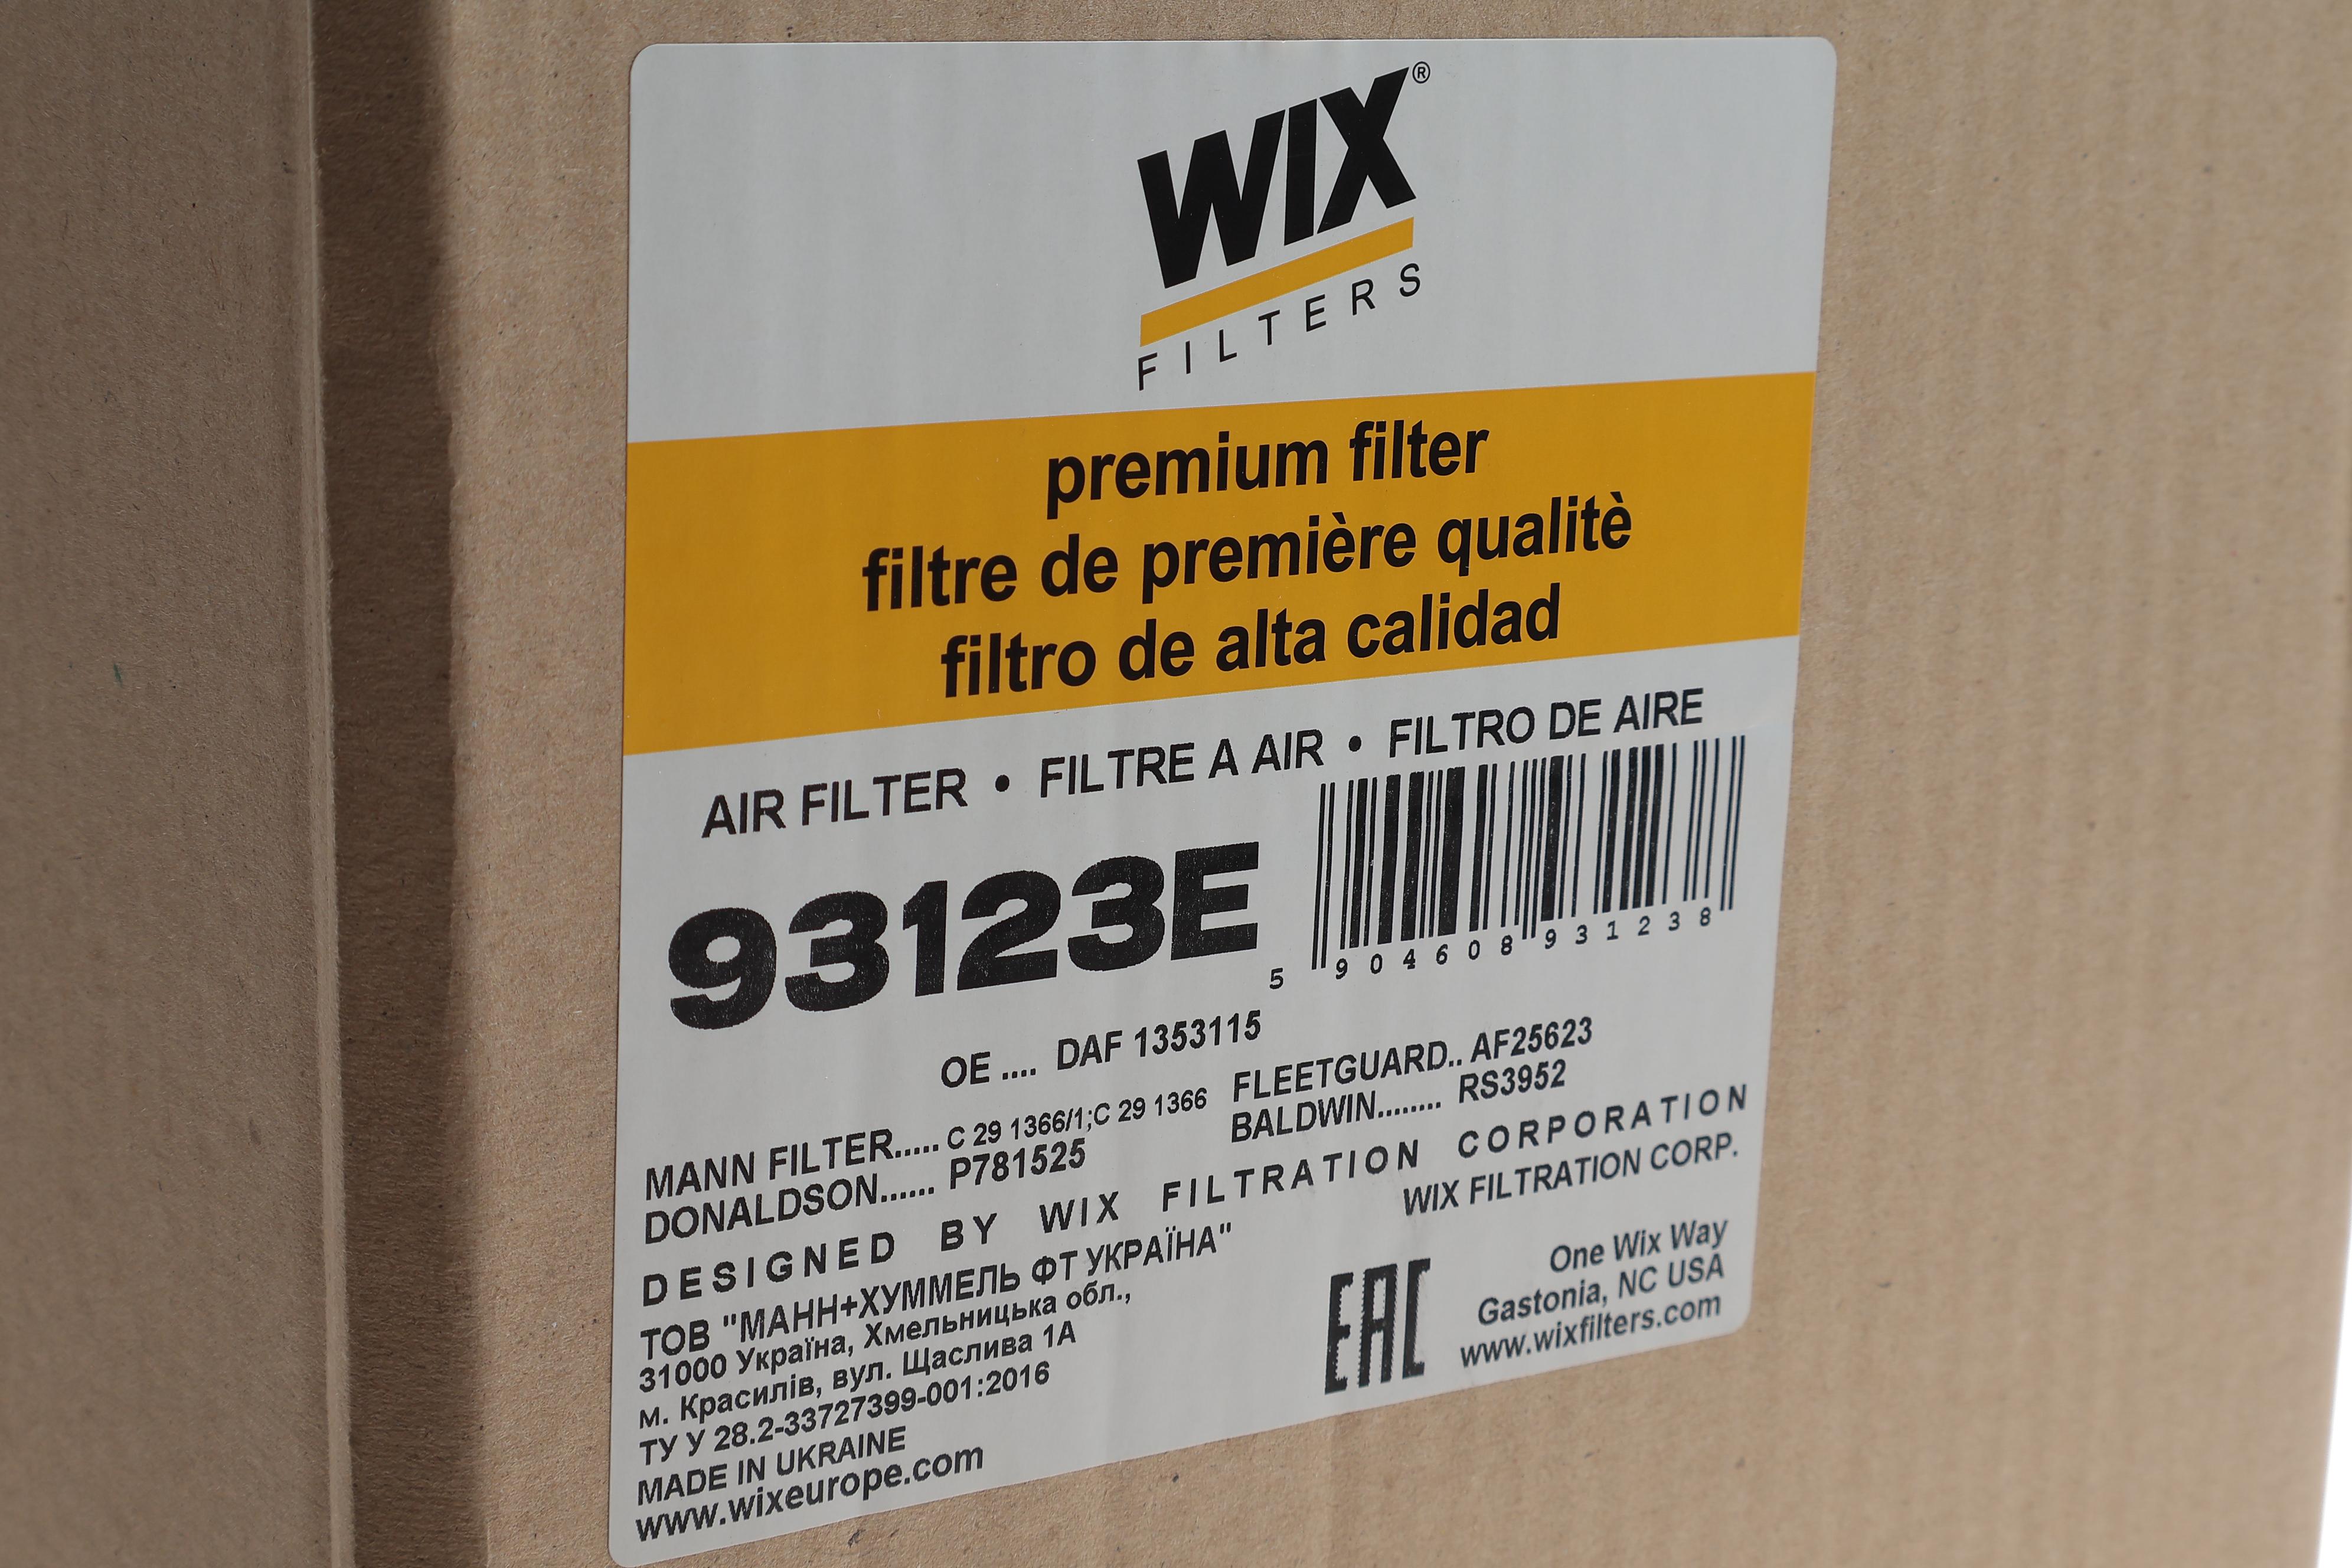 WIX®
FILTERS
premium filter
filtre de première qualitè
filtro de alta calidad
AIR FILTER • FILTRE A AIR • FILTRO DE AIRE
93123E
5 904608 931238
OE .... DAF 1353115
MANN FILTER..... C 29 1366/1;C 29 1366 FLEETGUARD.. AF25623
DONALDSON...... P781525 BALDWIN........ RS3952
DESIGNED BY WIX FILTRATION CORPORATION
ТОВ "МАНН+ХУММЕЛЬ ФТ УКРАЇНА"
31000 Україна, Хмельницька обл.,
м. Красилів, вул. Щаслива 1А
ТУ У 28.2-33727399-001:2016
MADE IN UKRAINE
www.wixeurope.com
EAC
WIX FILTRATION CORP.
One Wix Way
Gastonia, NC USA
www.wixfilters.com